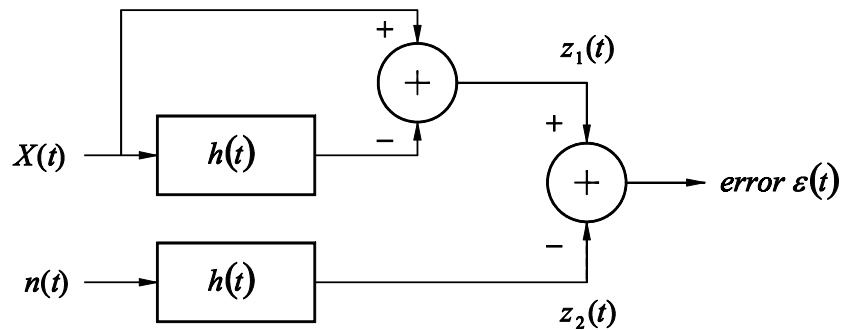 +
z₁(t)
+
X(t)
h(t)
−
+
+
error ε(t)
−
n(t)
h(t)
z₂(t)